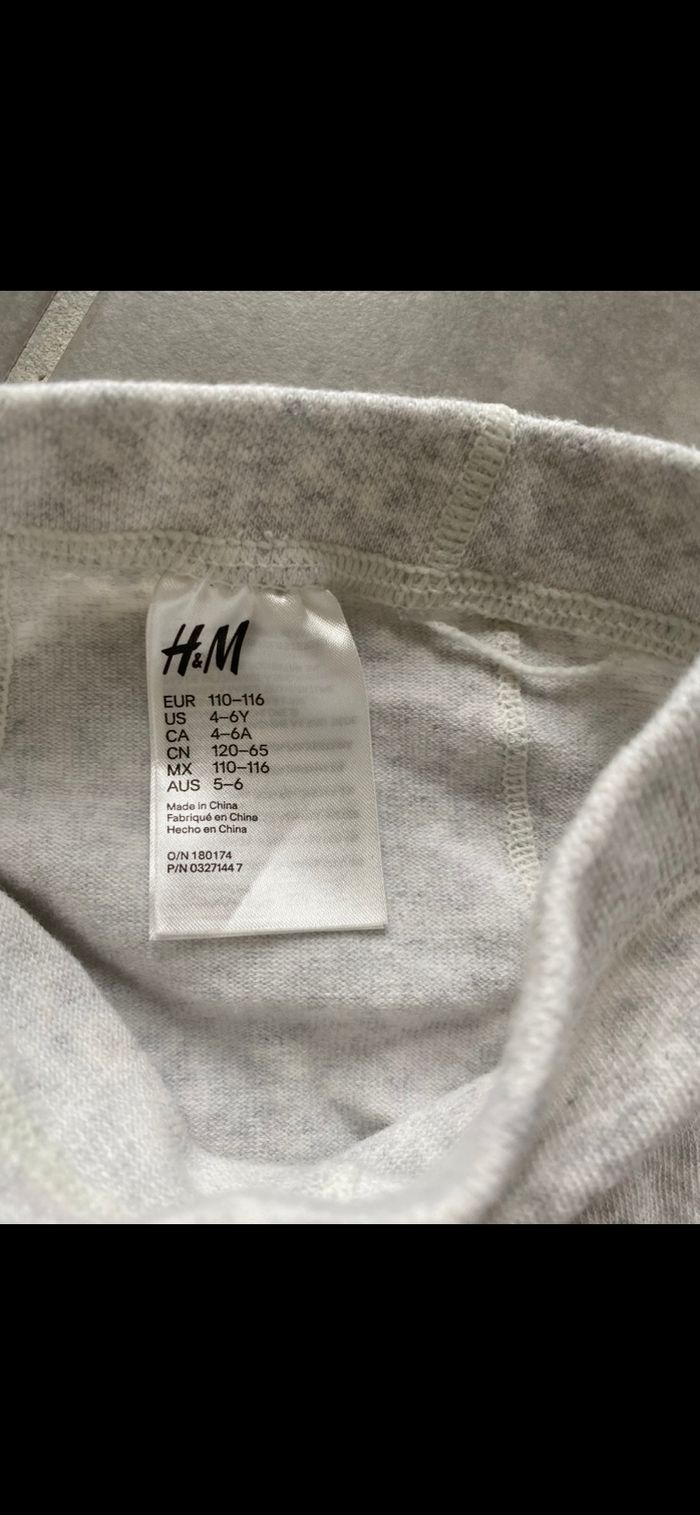 H&M
EUR 110–116
US 4–6Y
CA 4–6A
CN 120–65
MX 110–116
AUS 5–6
Made in China
Fabriqué en China
Hecho en China
O/N 180174
P/N 0327144 7